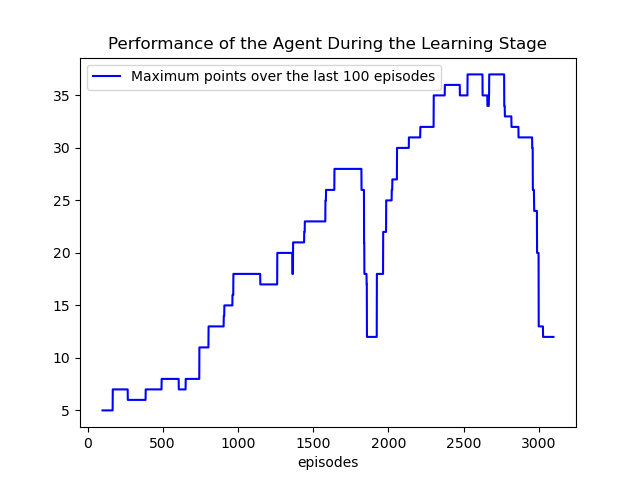 Performance of the Agent During the Learning Stage
Maximum points over the last 100 episodes
35
30
25
20
15
10
5
0 500 1000 1500 2000 2500 3000
episodes